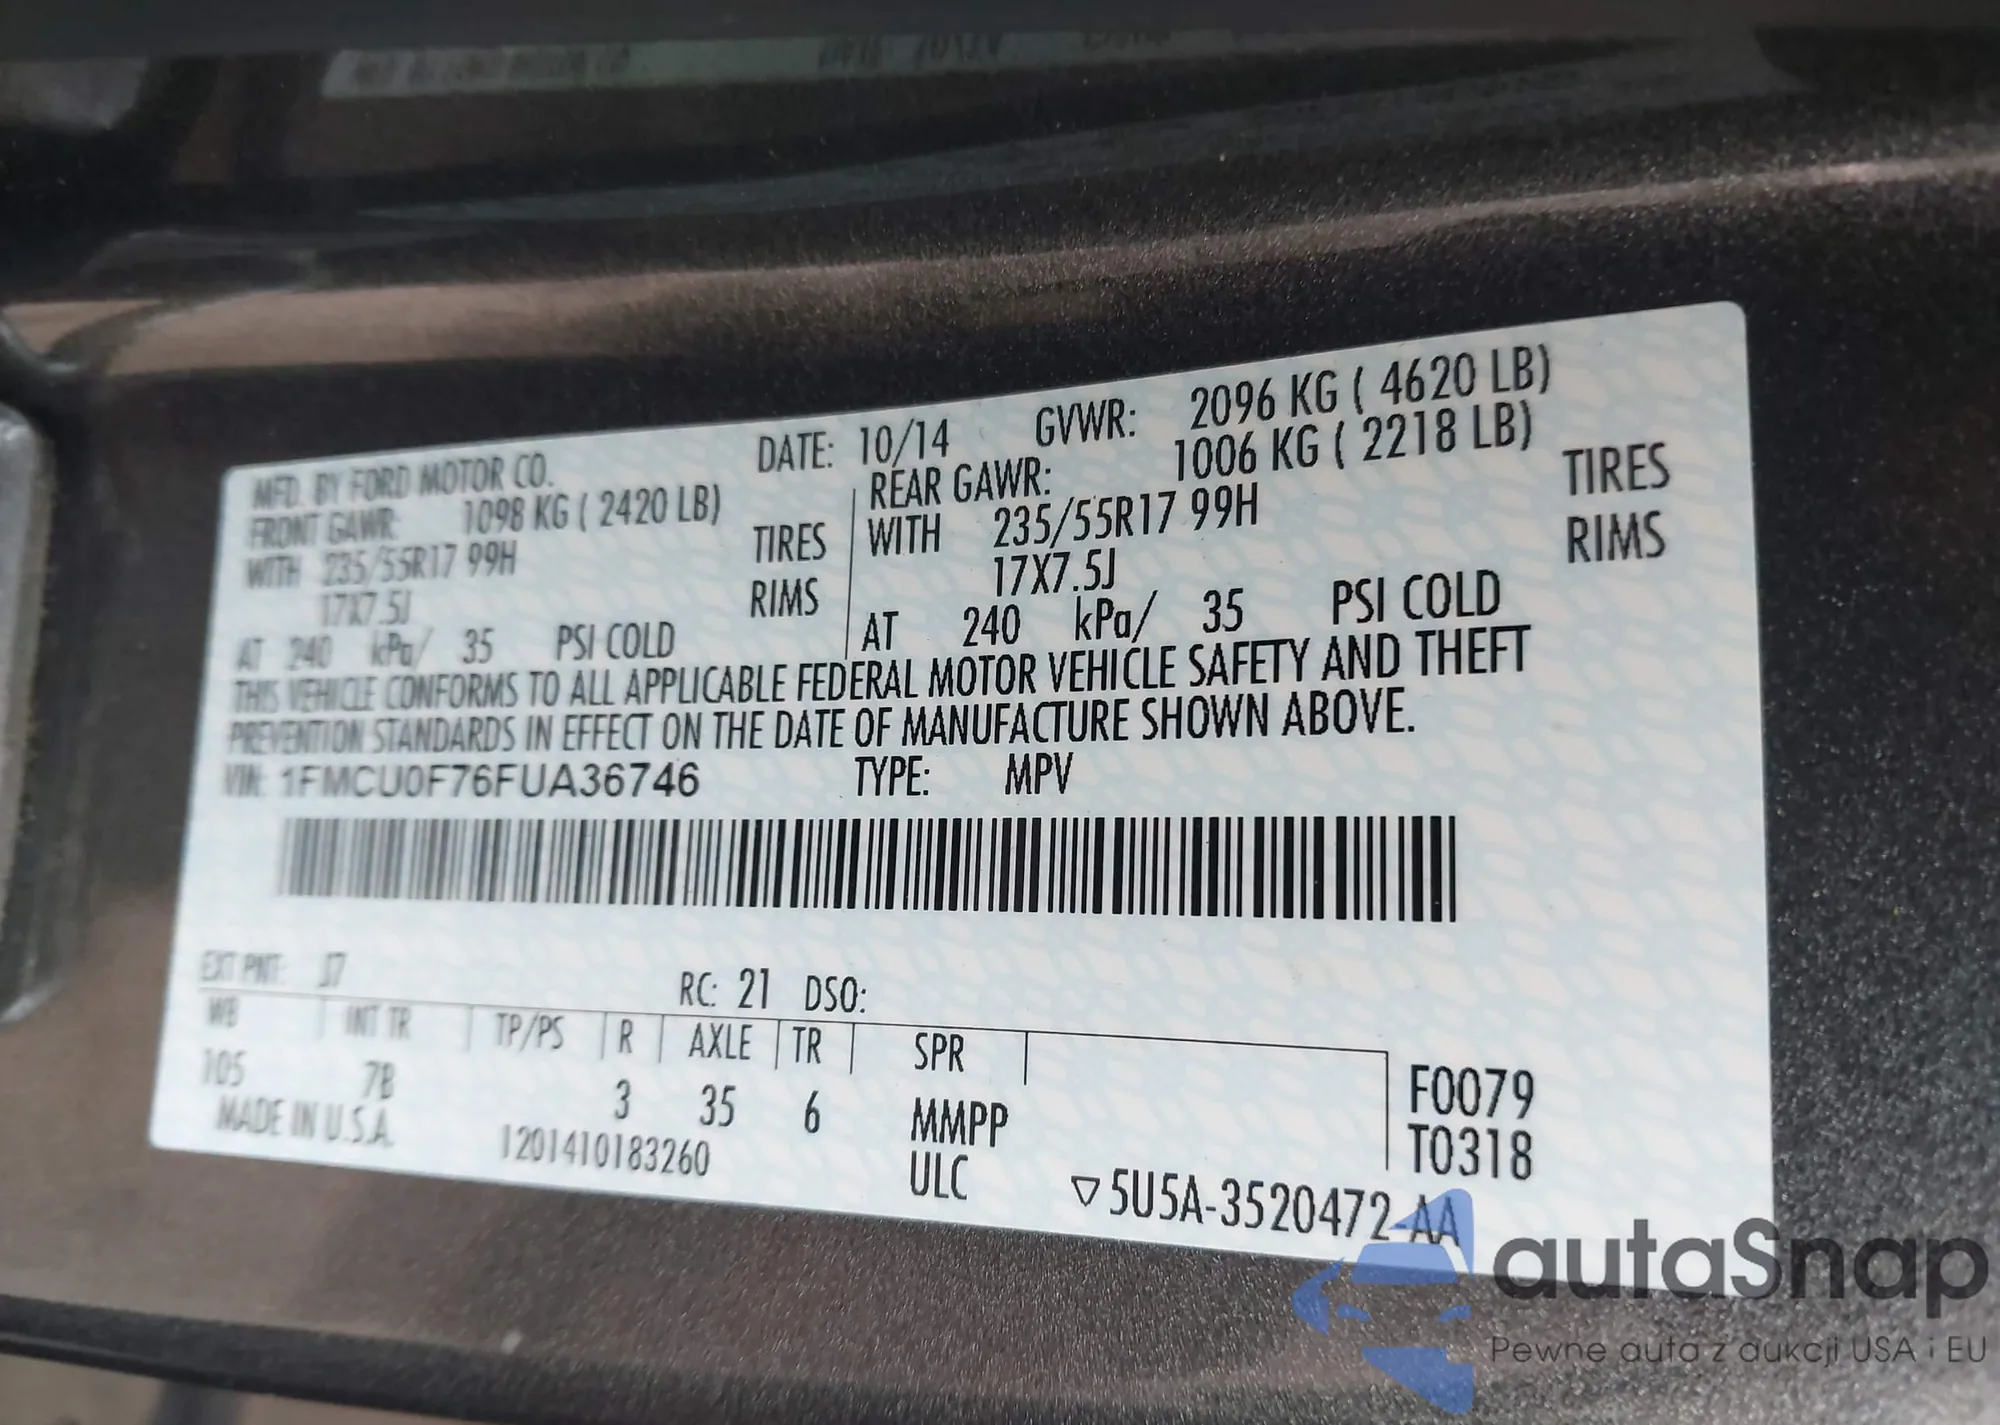 MFD. BY FORD MOTOR CO. DATE: 10/14 GVWR: 2096 KG ( 4620 LB)
FRONT GAWR: 1098 KG ( 2420 LB) REAR GAWR: 1006 KG ( 2218 LB)
WITH 235/55R17 99H TIRES WITH 235/55R17 99H TIRES
17X7.5J RIMS 17X7.5J RIMS
AT 240 kPa/ 35 PSI COLD AT 240 kPa/ 35 PSI COLD
THIS VEHICLE CONFORMS TO ALL APPLICABLE FEDERAL MOTOR VEHICLE SAFETY AND THEFT
PREVENTION STANDARDS IN EFFECT ON THE DATE OF MANUFACTURE SHOWN ABOVE.
VIN: 1FMCU0F76FUA36746 TYPE: MPV
EXT PNT: J7 RC: 21 DSO:
WB INT TR TP/PS R AXLE TR SPR
105 7B 3 35 6 MMPP F0079
MADE IN U.S.A. 1201410183260 ULC T0318
▽5U5A-3520472-AA
autaSnap
Pewne auta z aukcji USA i EU